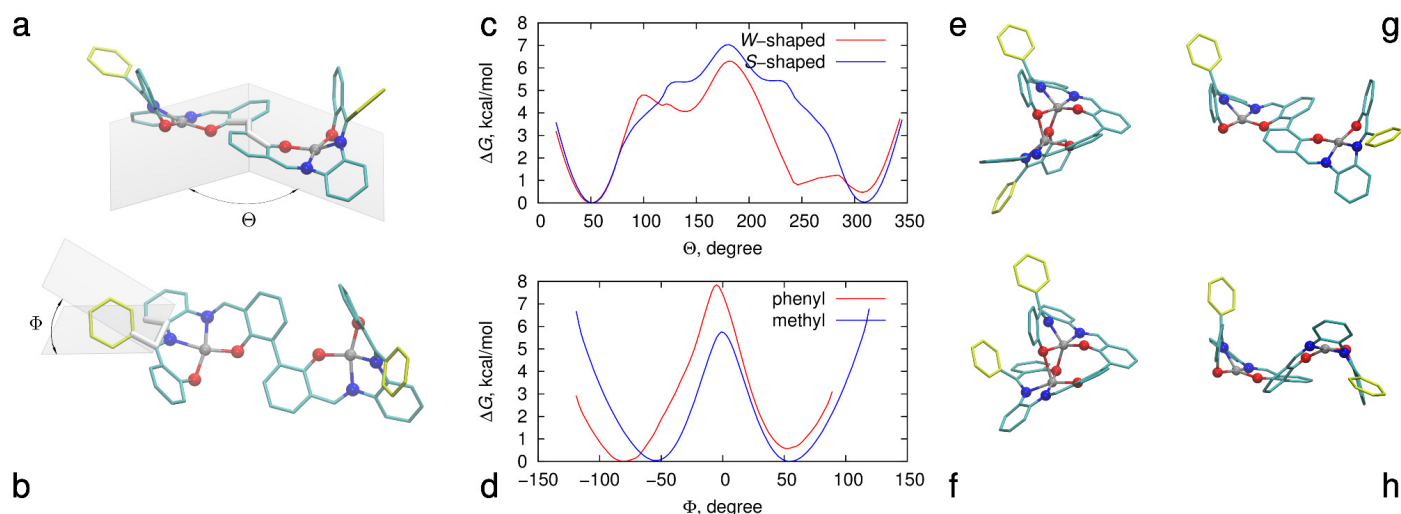 a
Θ
Φ
b
c
ΔG, kcal/mol
8
7
6
5
4
3
2
1
0
W−shaped
S−shaped
0 50 100 150 200 250 300 350
Θ, degree
d
ΔG, kcal/mol
8
7
6
5
4
3
2
1
0
phenyl
methyl
−150 −100 −50 0 50 100 150
Φ, degree
e
g
f
h